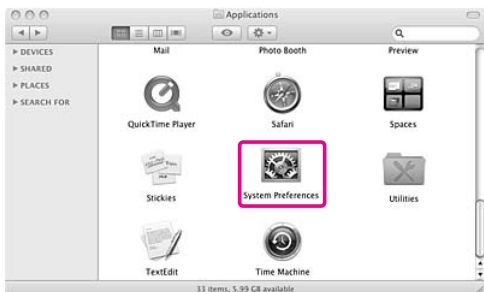 Applications
DEVICES
SHARED
PLACES
SEARCH FOR
Mail
Photo Booth
Preview
QuickTime Player
Safari
Spaces
Stickies
System Preferences
Utilities
TextEdit
Time Machine
33 items, 5.99 GB available